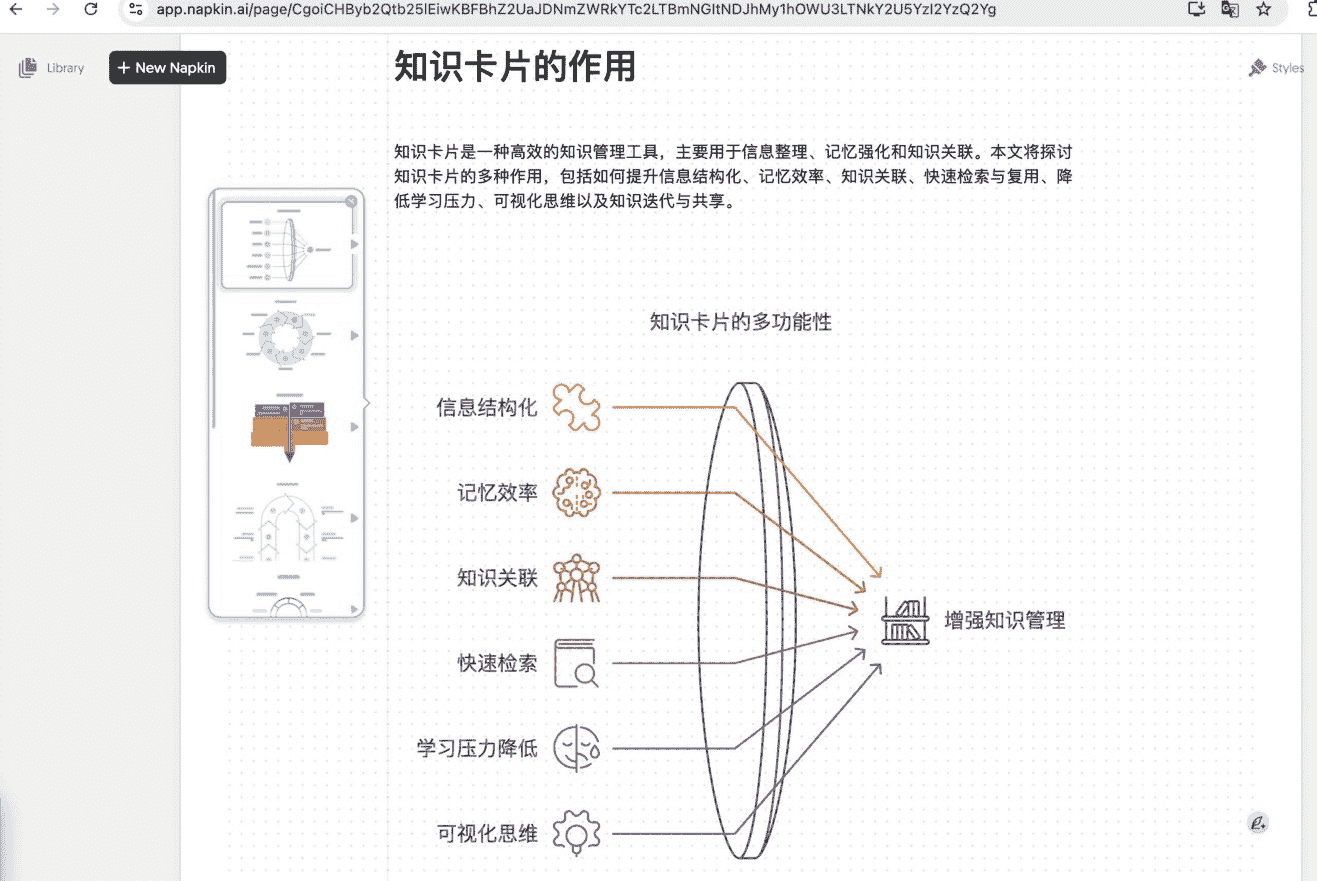 app.napkin.ai/page/CgoiCHByb2Qtb25lEiwKBFBhZ2UaJDNmZWRkYTc2LTBmNGItNDJhMy1hOWU3LTNkY2U5YzI2YzQ2Yg
Library
+ New Napkin
Styles
知识卡片的作用
知识卡片是一种高效的知识管理工具，主要用于信息整理、记忆强化和知识关联。本文将探讨
知识卡片的多种作用，包括如何提升信息结构化、记忆效率、知识关联、快速检索与复用、降
低学习压力、可视化思维以及知识迭代与共享。
知识卡片的多功能性
信息结构化
记忆效率
知识关联
快速检索
学习压力降低
可视化思维
增强知识管理